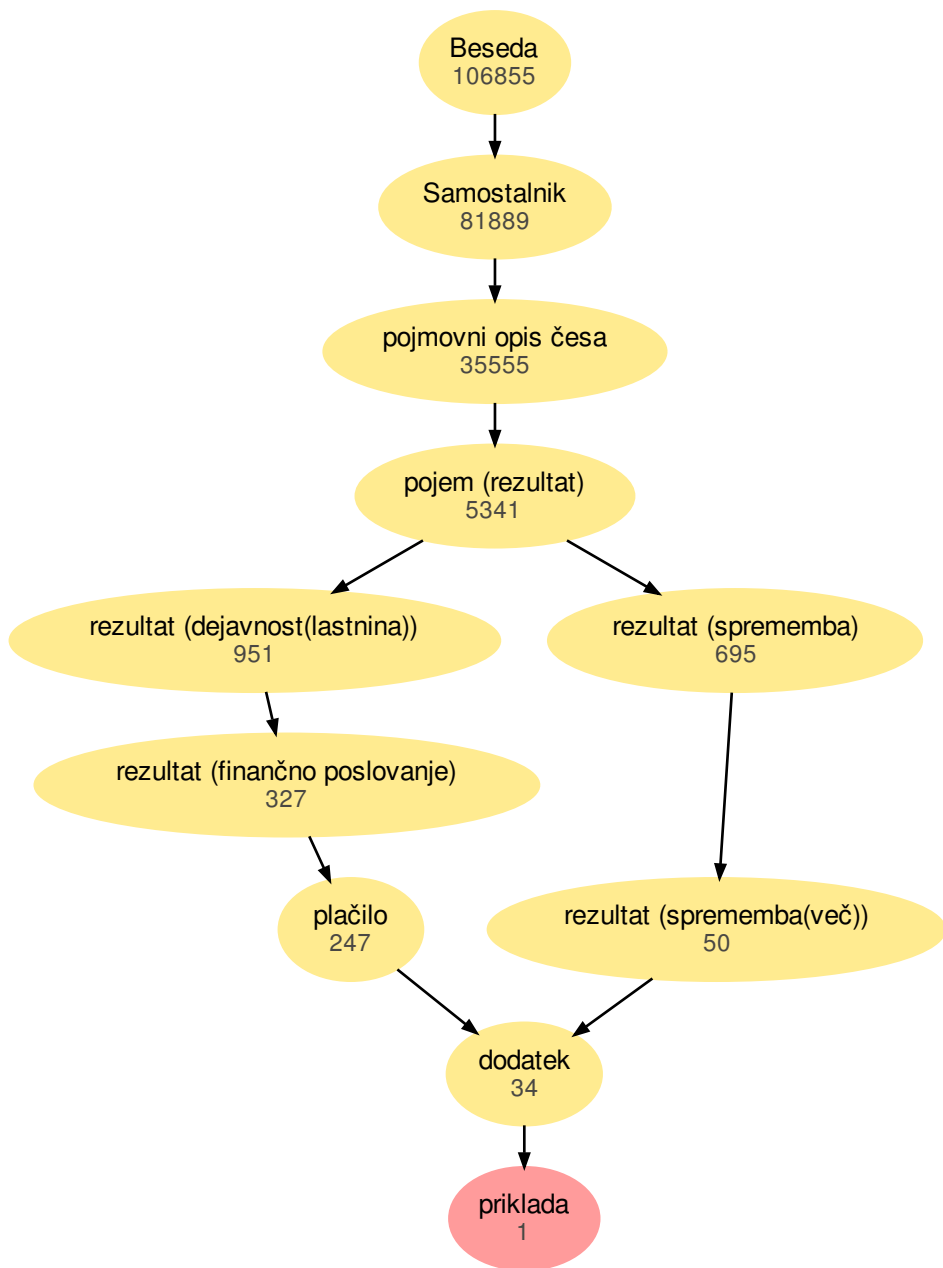 Beseda
106855
Samostalnik
81889
pojmovni opis česa
35555
pojem (rezultat)
5341
rezultat (dejavnost(lastnina))
951
rezultat (sprememba)
695
rezultat (finančno poslovanje)
327
plačilo
247
rezultat (sprememba(več))
50
dodatek
34
priklada
1